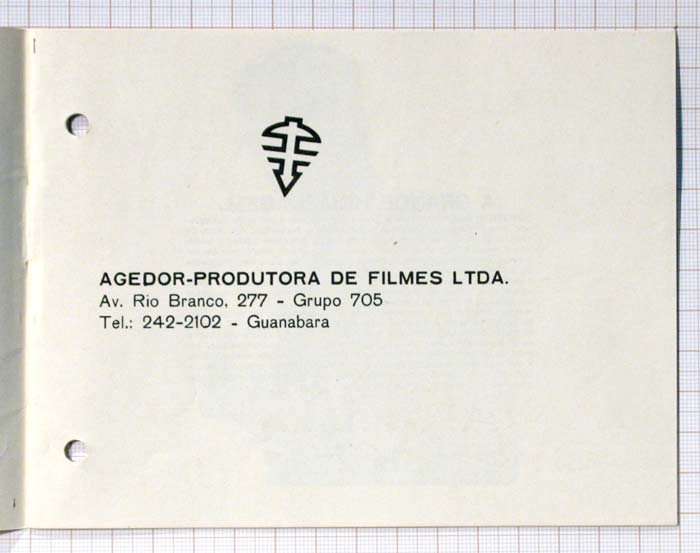 AGEDOR-PRODUTORA DE FILMES LTDA.
Av. Rio Branco, 277 - Grupo 705
Tel.: 242-2102 - Guanabara